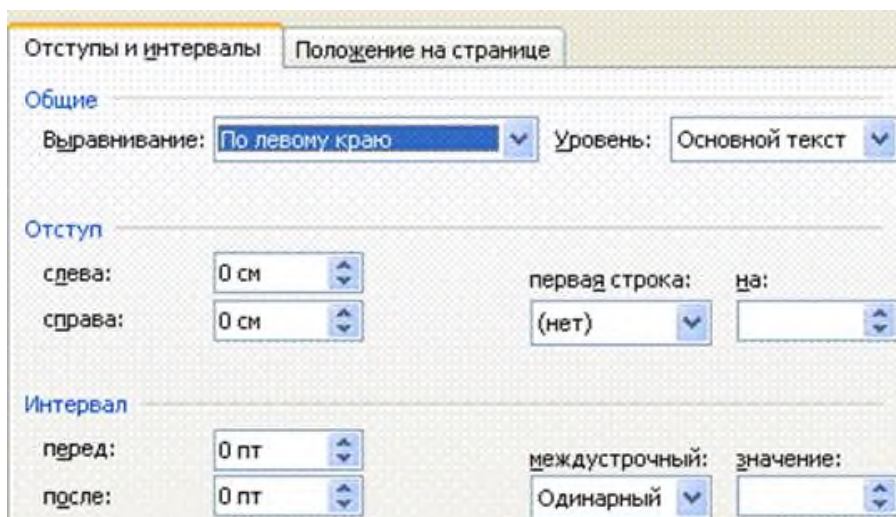 Отступы и интервалы Положение на странице
Общие
Выравнивание: По левому краю Уровень: Основной текст
Отступ
слева: 0 см первая строка: на:
справа: 0 см (нет)
Интервал
перед: 0 пт междустрочный: значение:
после: 0 пт Одинарный